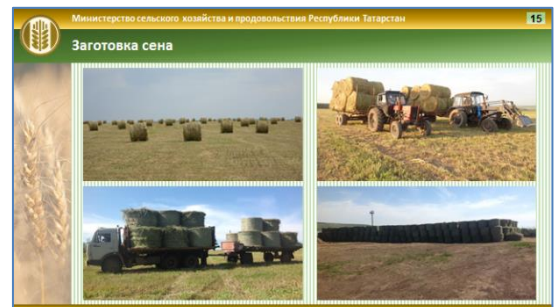 Министерство сельского хозяйства и продовольствия Республики Татарстан
15
Заготовка сена